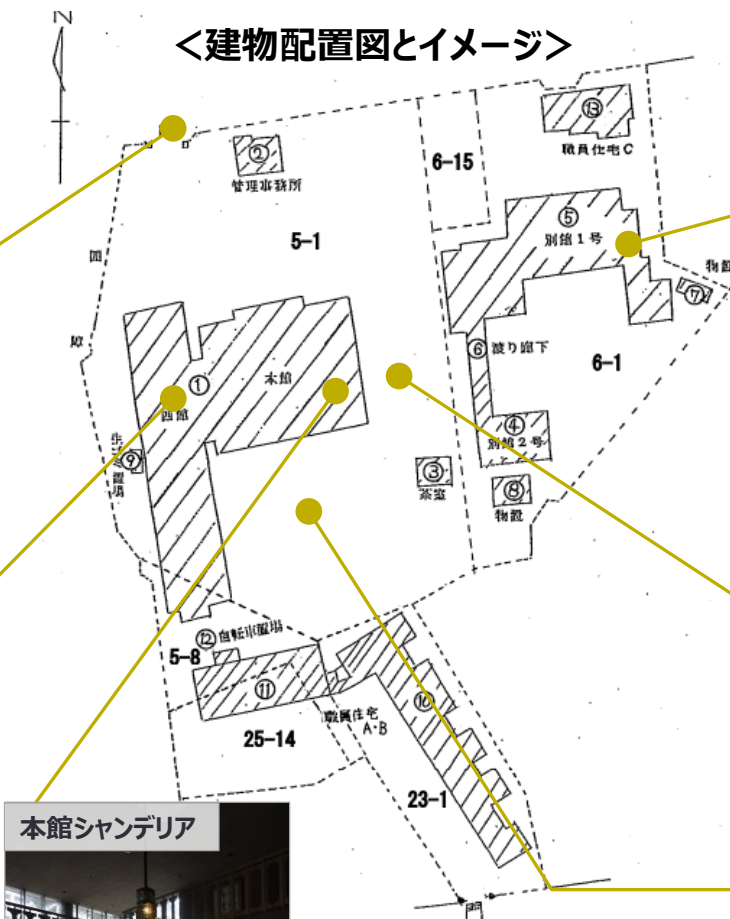 <建物配置図とイメージ>
N
⑬
職員住宅C
②
管理事務所
6-15
⑤
別館1号
5-1
物置
⑦
囲
障
⑥ 渡り廊下
6-1
①
本館
西館
④
別館2号
⑨
置場
③
茶室
⑧
物置
⑫ 自転車置場
5-8
⑪
⑩
職員住宅
A・B
25-14
23-1
本館シャンデリア